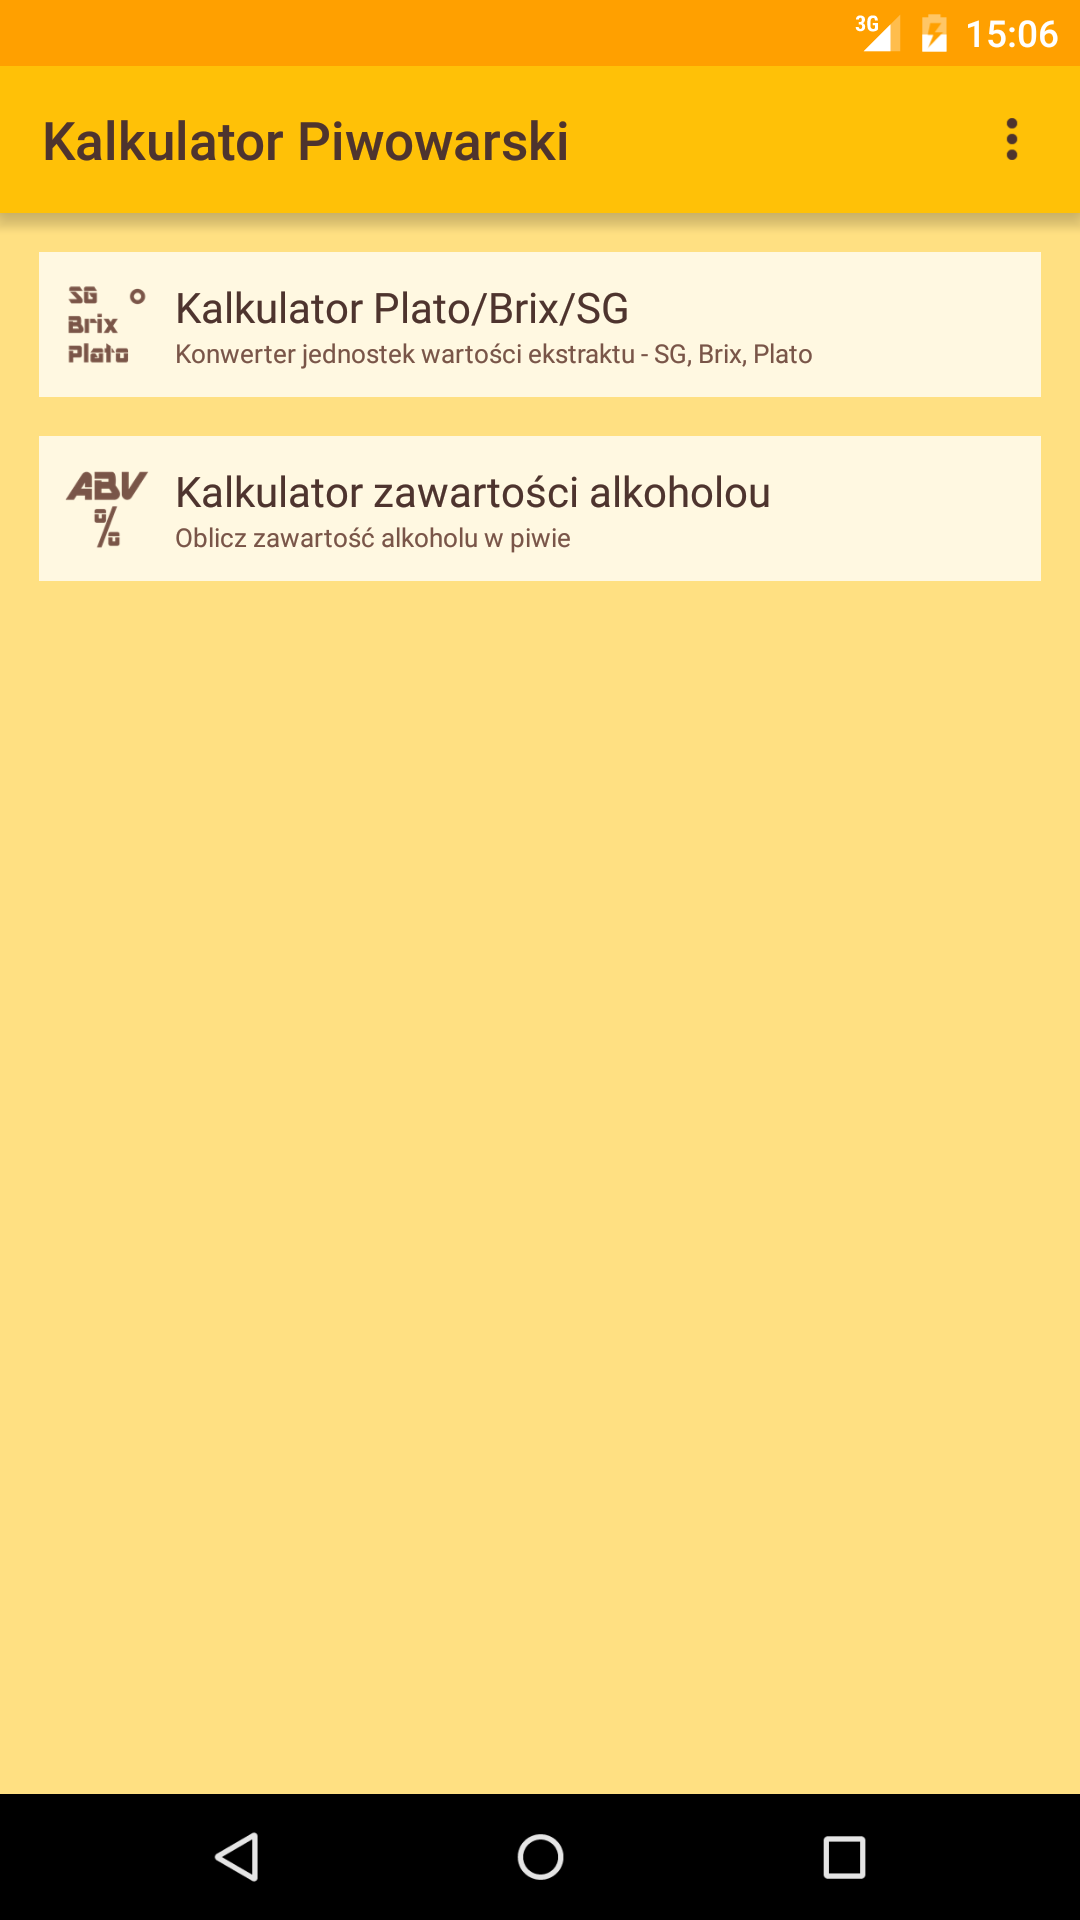 3G 15:06
Kalkulator Piwowarski
SG
Brix
Plato
Kalkulator Plato/Brix/SG
Konwerter jednostek wartości ekstraktu - SG, Brix, Plato
ABV
%
Kalkulator zawartości alkoholou
Oblicz zawartość alkoholu w piwie